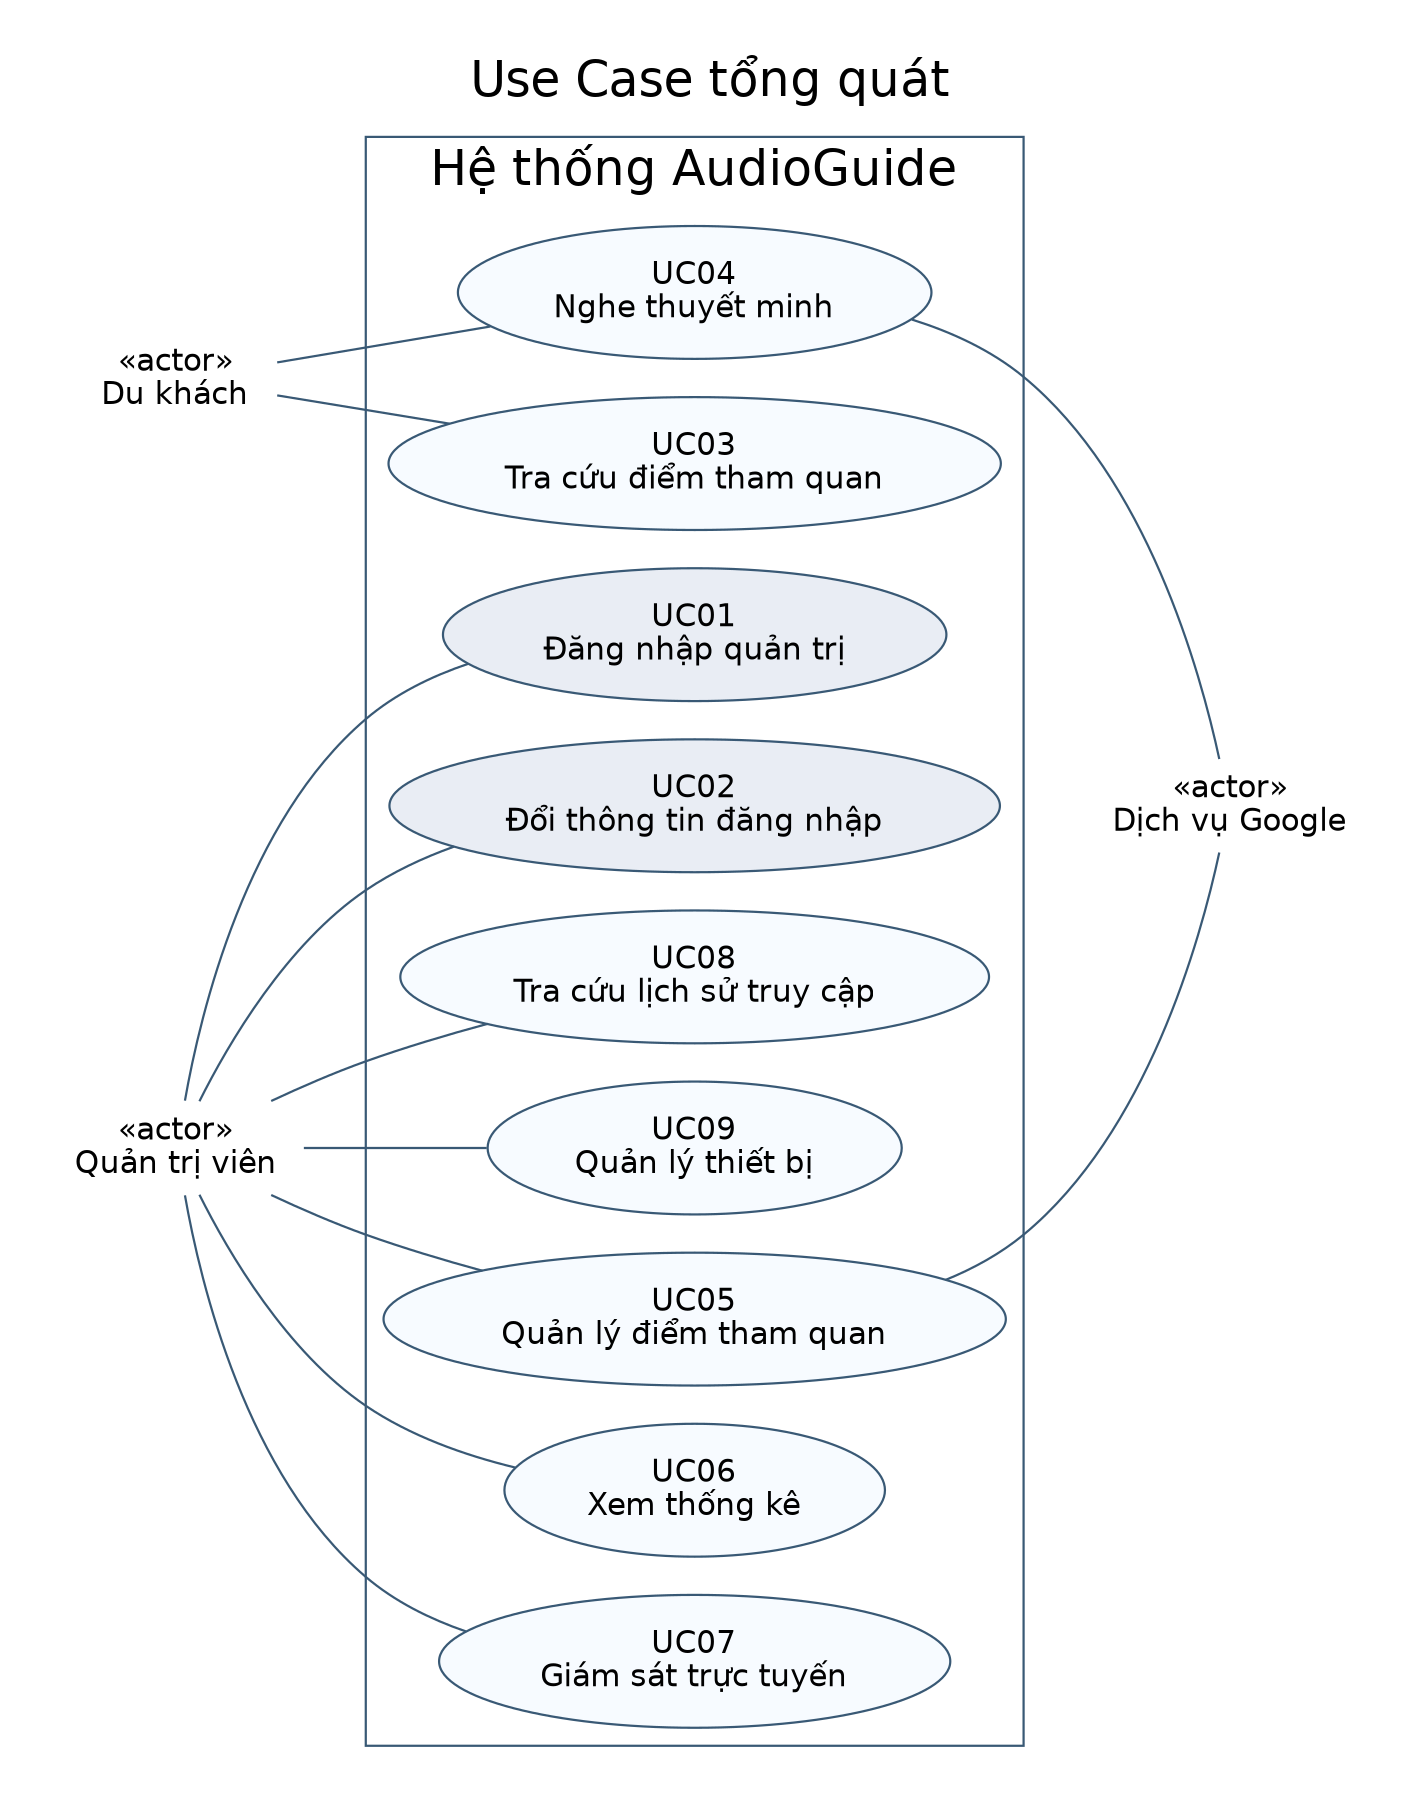 Use Case tổng quát
Hệ thống AudioGuide
UC04
Nghe thuyết minh
«actor»
Du khách
UC03
Tra cứu điểm tham quan
UC01
Đăng nhập quản trị
UC02
Đổi thông tin đăng nhập
«actor»
Dịch vụ Google
UC08
Tra cứu lịch sử truy cập
«actor»
Quản trị viên
UC09
Quản lý thiết bị
UC05
Quản lý điểm tham quan
UC06
Xem thống kê
UC07
Giám sát trực tuyến